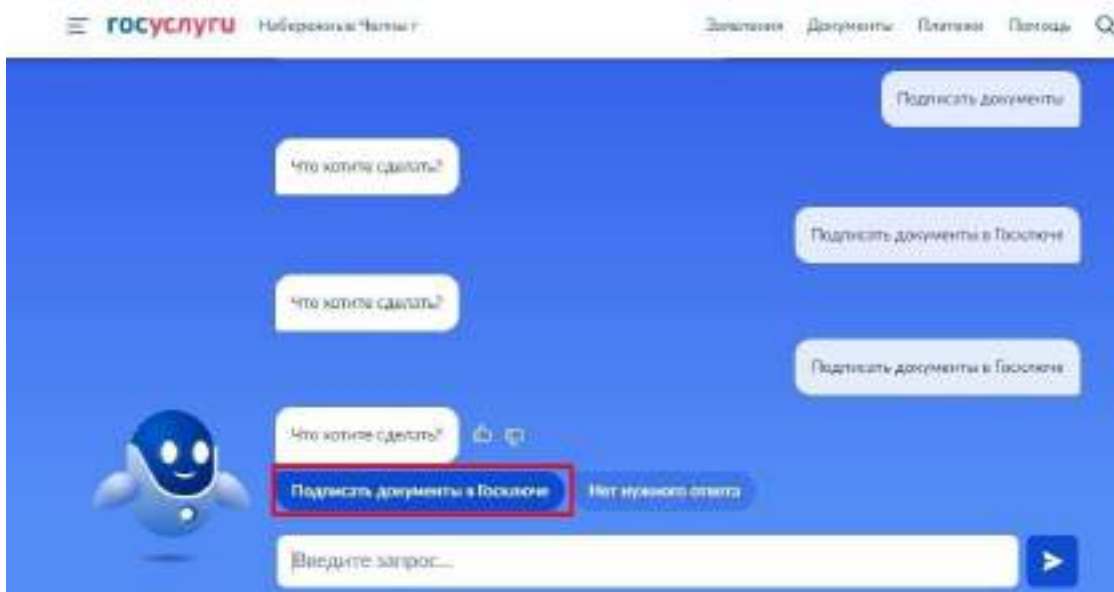 госуслуги Набережные Челны г Заявления Документы Платежи Помощь
Подписать документы
Что хотите сделать?
Подписать документы в Госключе
Что хотите сделать?
Подписать документы в Госключе
Что хотите сделать?
Подписать документы в Госключе Нет нужного ответа
Введите запрос...